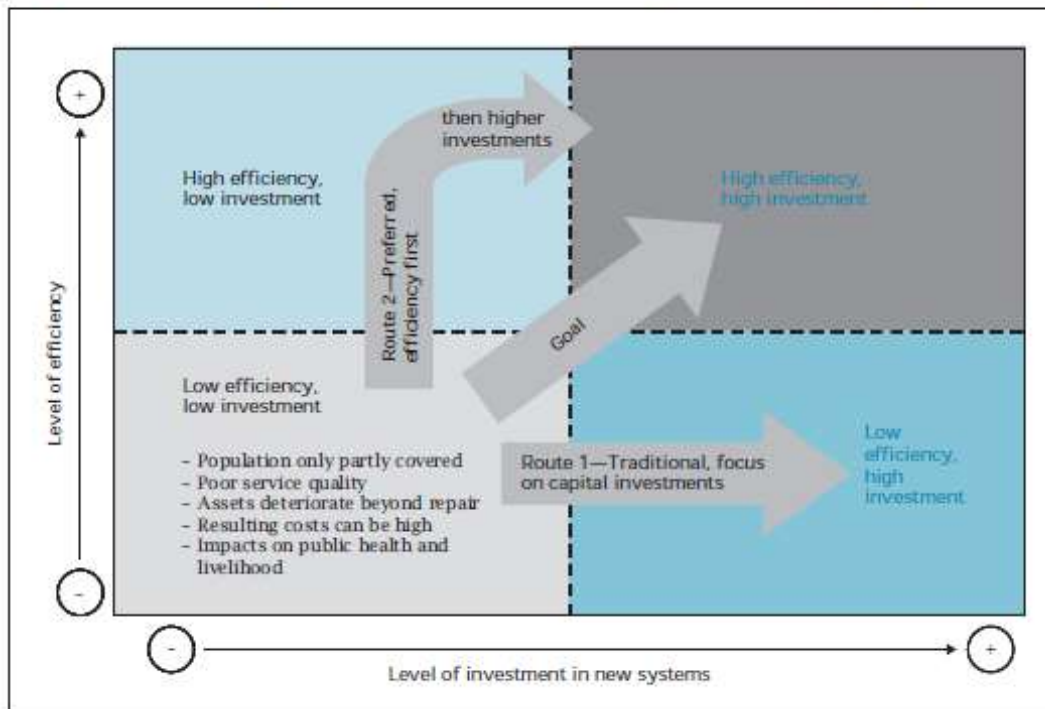 +
then higher
investments
High efficiency,
low investment
High efficiency,
high investment
Route 2—Preferred,
efficiency first
Level of efficiency
Goal
Low efficiency,
low investment
– Population only partly covered
– Poor service quality
– Assets deteriorate beyond repair
– Resulting costs can be high
– Impacts on public health and
livelihood
Route 1—Traditional, focus
on capital investments
Low
efficiency,
high
investment
-
-
+
Level of investment in new systems